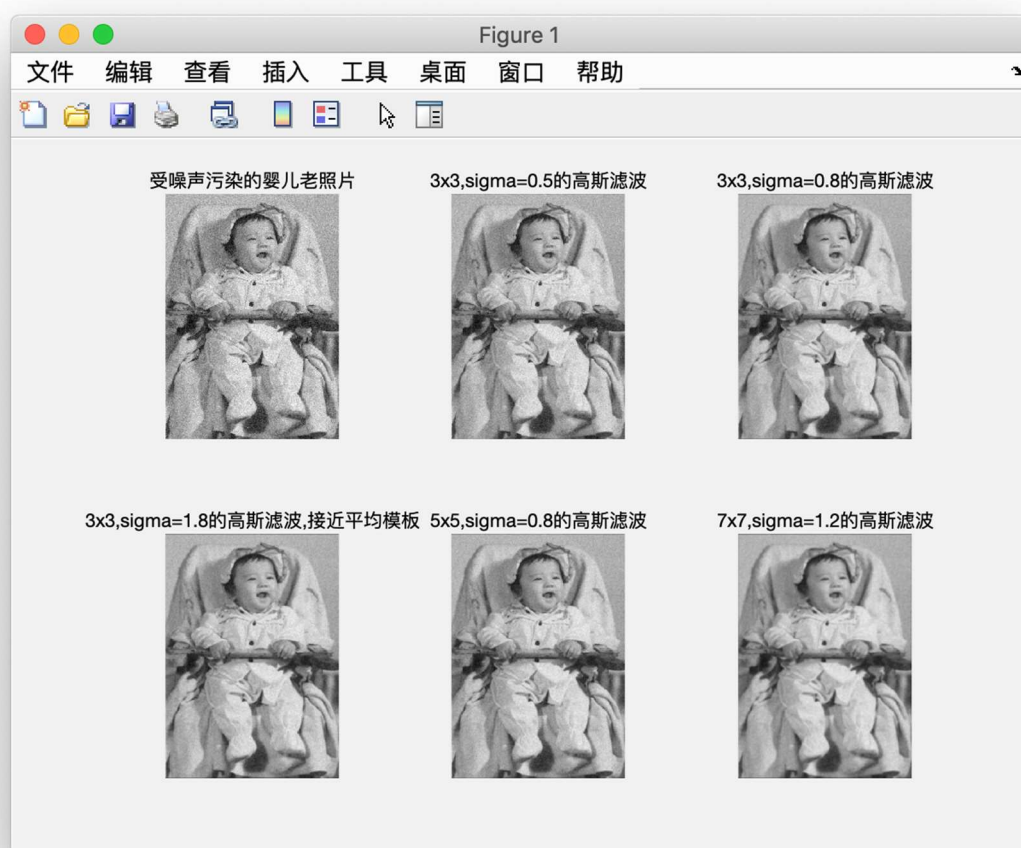 Figure 1
文件 编辑 查看 插入 工具 桌面 窗口 帮助
受噪声污染的婴儿老照片
3x3,sigma=0.5的高斯滤波
3x3,sigma=0.8的高斯滤波
3x3,sigma=1.8的高斯滤波,接近平均模板
5x5,sigma=0.8的高斯滤波
7x7,sigma=1.2的高斯滤波